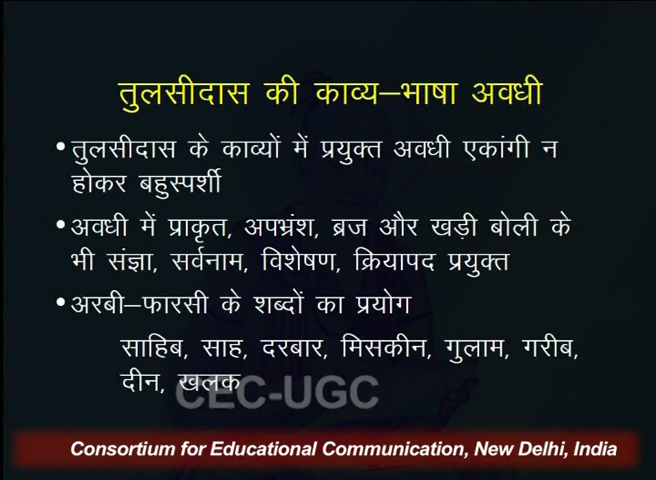 तुलसीदास की काव्य–भाषा अवधी
• तुलसीदास के काव्यों में प्रयुक्त अवधी एकांगी न
होकर बहुस्पर्शी
• अवधी में प्राकृत, अपभ्रंश, ब्रज और खड़ी बोली के
भी संज्ञा, सर्वनाम, विशेषण, क्रियापद प्रयुक्त
• अरबी–फारसी के शब्दों का प्रयोग
साहिब, साह, दरबार, मिसकीन, गुलाम, गरीब,
दीन, खलक
CEC-UGC
Consortium for Educational Communication, New Delhi, India